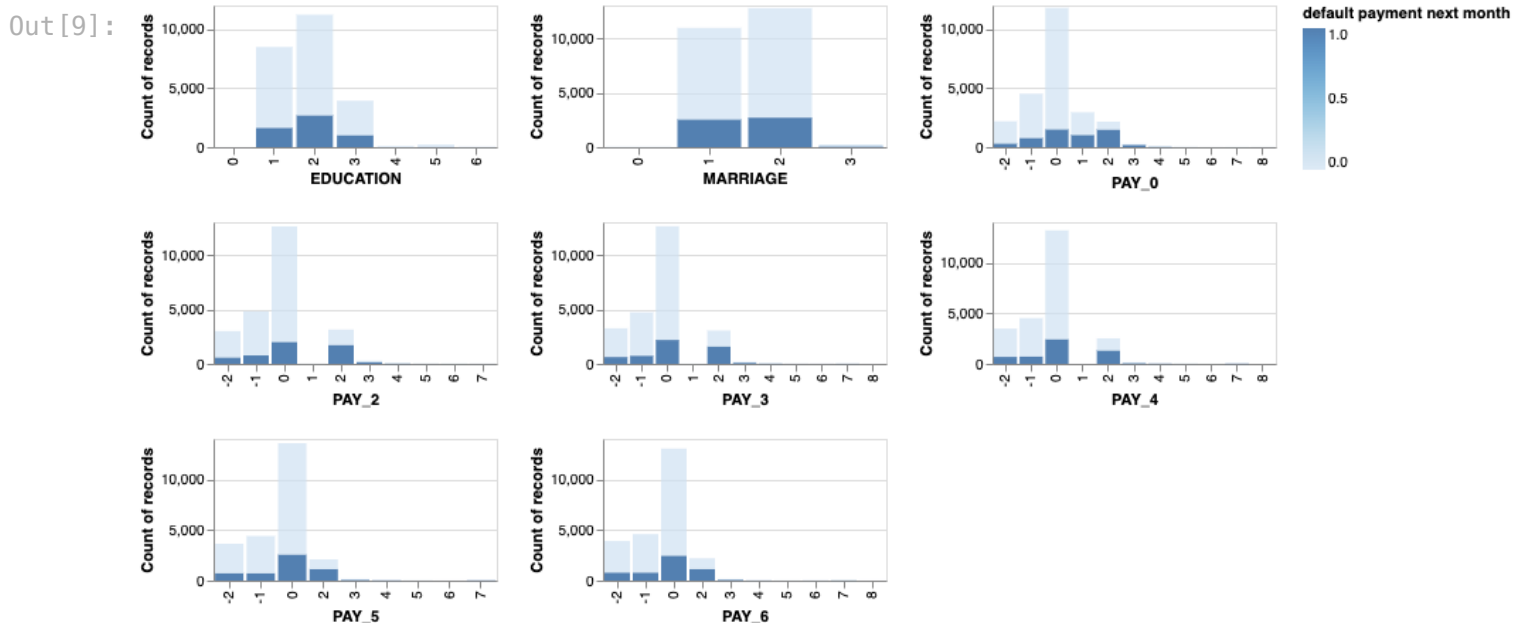 Out[9]:
default payment next month
1.0
0.5
0.0
Count of records
10,000
5,000
0
0 1 2 3 4 5 6
EDUCATION
Count of records
10,000
5,000
0
0 1 2 3
MARRIAGE
Count of records
10,000
5,000
0
-2 -1 0 1 2 3 4 5 6 7 8
PAY_0
Count of records
10,000
5,000
0
-2 -1 0 1 2 3 4 5 6 7
PAY_2
Count of records
10,000
5,000
0
-2 -1 0 1 2 3 4 5 6 7 8
PAY_3
Count of records
10,000
5,000
0
-2 -1 0 1 2 3 4 5 6 7 8
PAY_4
Count of records
10,000
5,000
0
-2 -1 0 2 3 4 5 6 7
PAY_5
Count of records
10,000
5,000
0
-2 -1 0 2 3 4 5 6 7 8
PAY_6